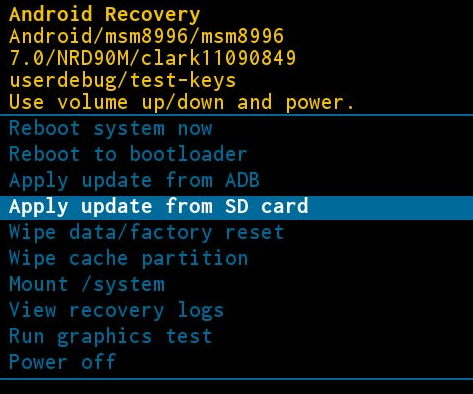 Android Recovery
Android/msm8996/msm8996
7.0/NRD90M/clark11090849
userdebug/test-keys
Use volume up/down and power.
Reboot system now
Reboot to bootloader
Apply update from ADB
Apply update from SD card
Wipe data/factory reset
Wipe cache partition
Mount /system
View recovery logs
Run graphics test
Power off